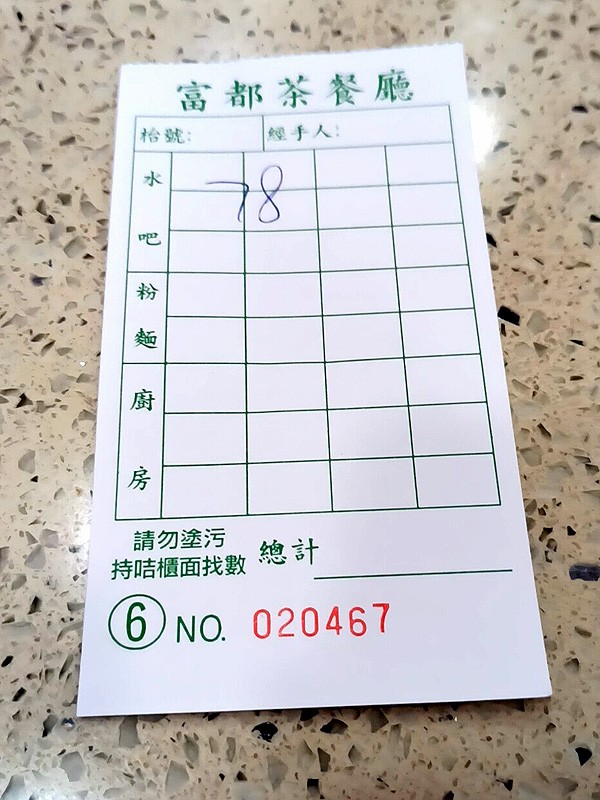 富都茶餐廳
枱號: 經手人:
水吧
78
粉麵
廚房
請勿塗污
持咭櫃面找數 總計
6 NO. 020467